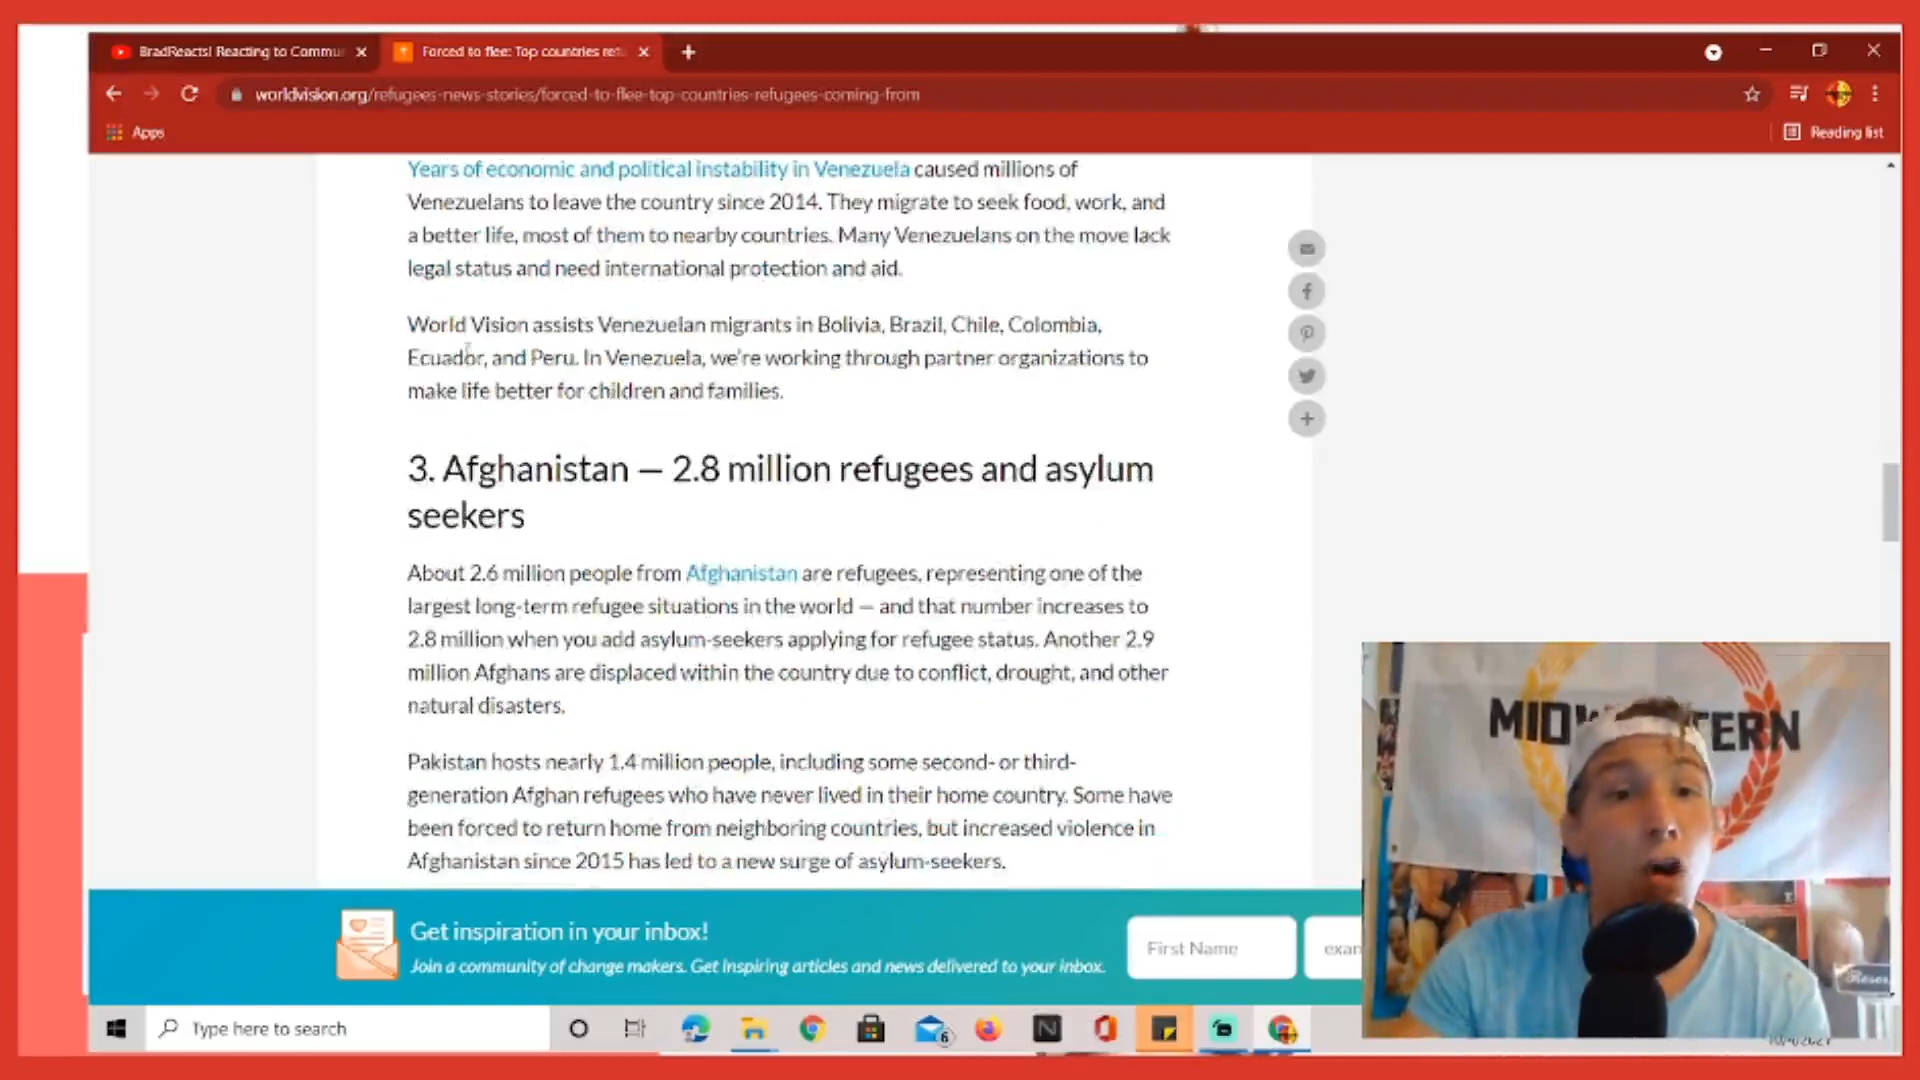 BradReacts! Reacting to Commu
Forced to flee: Top countries ref
worldvision.org/refugees-news-stories/forced-to-flee-top-countries-refugees-coming-from
Apps
Reading list
Years of economic and political instability in Venezuela caused millions of
Venezuelans to leave the country since 2014. They migrate to seek food, work, and
a better life, most of them to nearby countries. Many Venezuelans on the move lack
legal status and need international protection and aid.
World Vision assists Venezuelan migrants in Bolivia, Brazil, Chile, Colombia,
Ecuador, and Peru. In Venezuela, we're working through partner organizations to
make life better for children and families.
3. Afghanistan — 2.8 million refugees and asylum
seekers
About 2.6 million people from Afghanistan are refugees, representing one of the
largest long-term refugee situations in the world — and that number increases to
2.8 million when you add asylum-seekers applying for refugee status. Another 2.9
million Afghans are displaced within the country due to conflict, drought, and other
natural disasters.
Pakistan hosts nearly 1.4 million people, including some second- or third-
generation Afghan refugees who have never lived in their home country. Some have
been forced to return home from neighboring countries, but increased violence in
Afghanistan since 2015 has led to a new surge of asylum-seekers.
MIDW TERN
Get inspiration in your inbox!
Join a community of change makers. Get inspiring articles and news delivered to your inbox.
First Name
exam
Type here to search
6